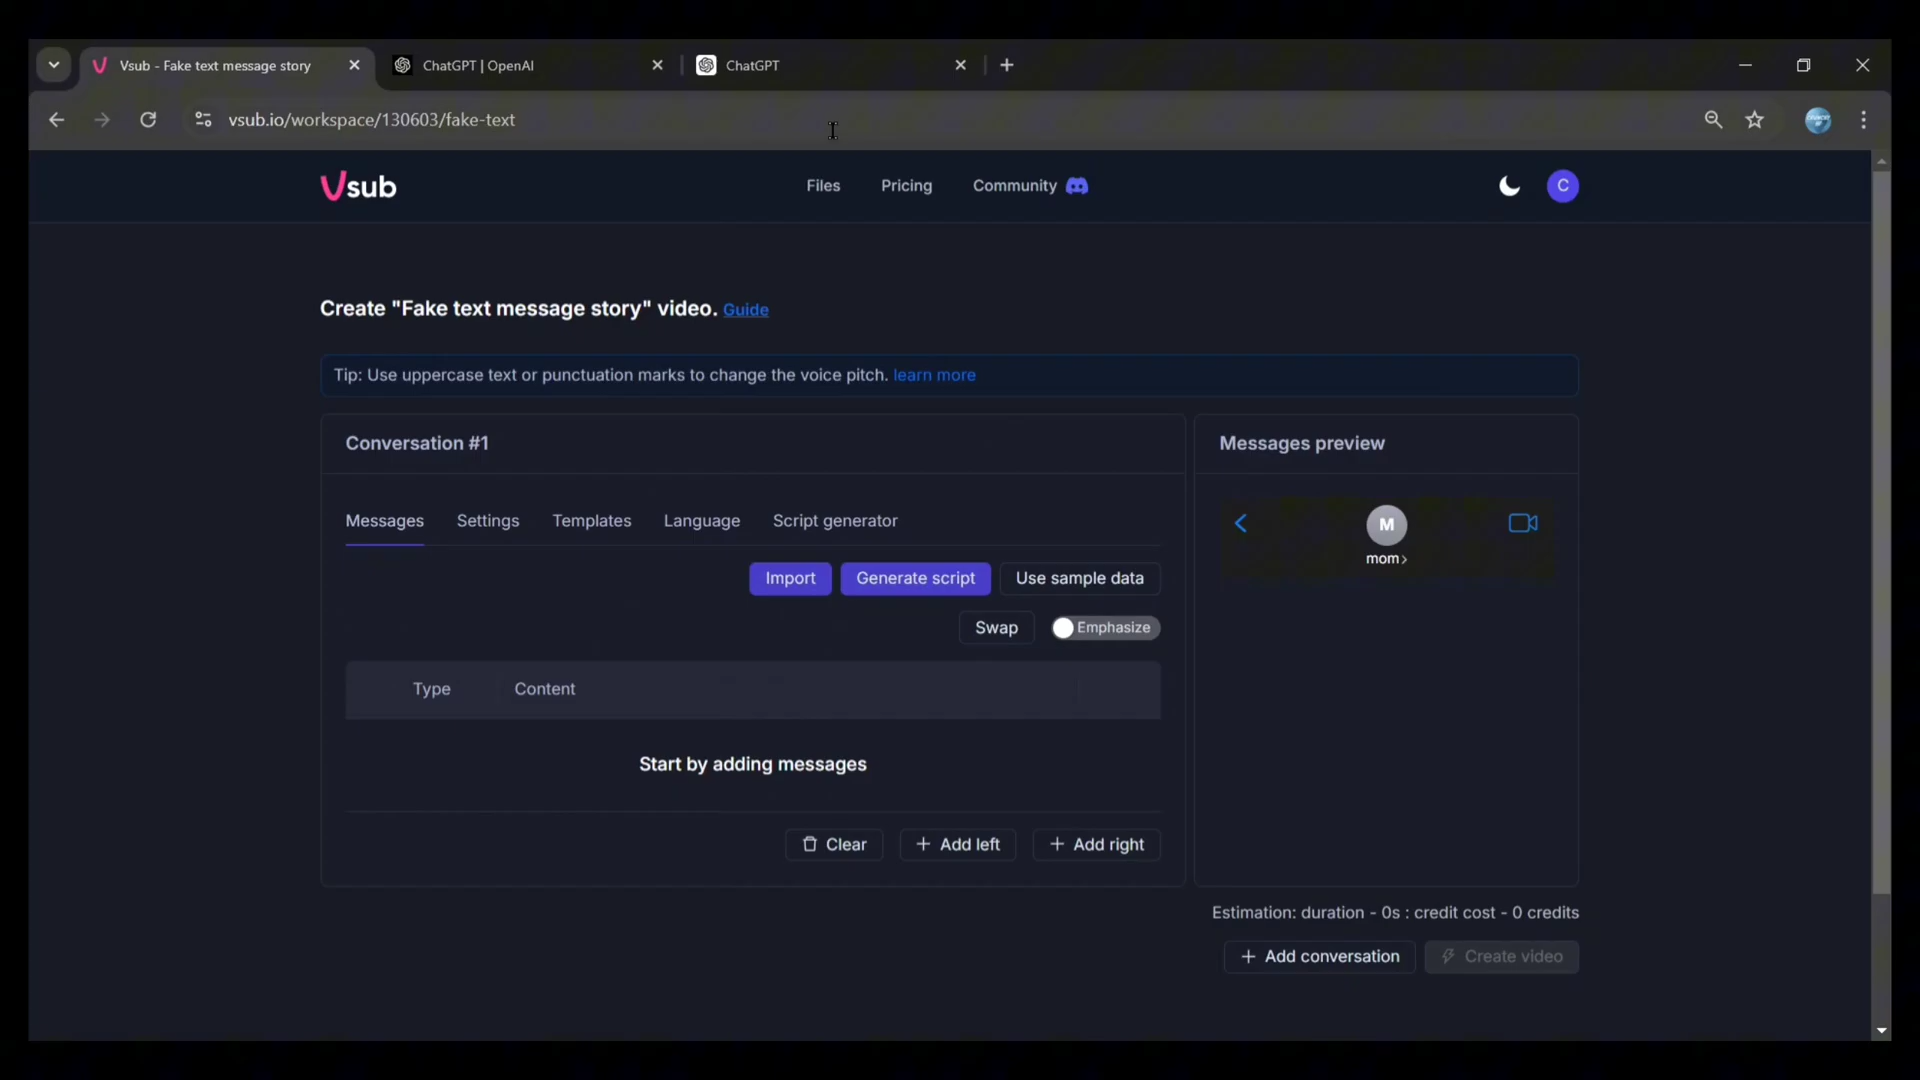 Vsub - Fake text message story
ChatGPT | OpenAI
ChatGPT
vsub.io/workspace/130603/fake-text
Vsub
Files
Pricing
Community
C
Create "Fake text message story" video. Guide
Tip: Use uppercase text or punctuation marks to change the voice pitch. learn more
Conversation #1
Messages preview
Messages
Settings
Templates
Language
Script generator
M
mom
Import
Generate script
Use sample data
Swap
Emphasize
Type
Content
Start by adding messages
Clear
Add left
Add right
Estimation: duration - 0s : credit cost - 0 credits
Add conversation
Create video